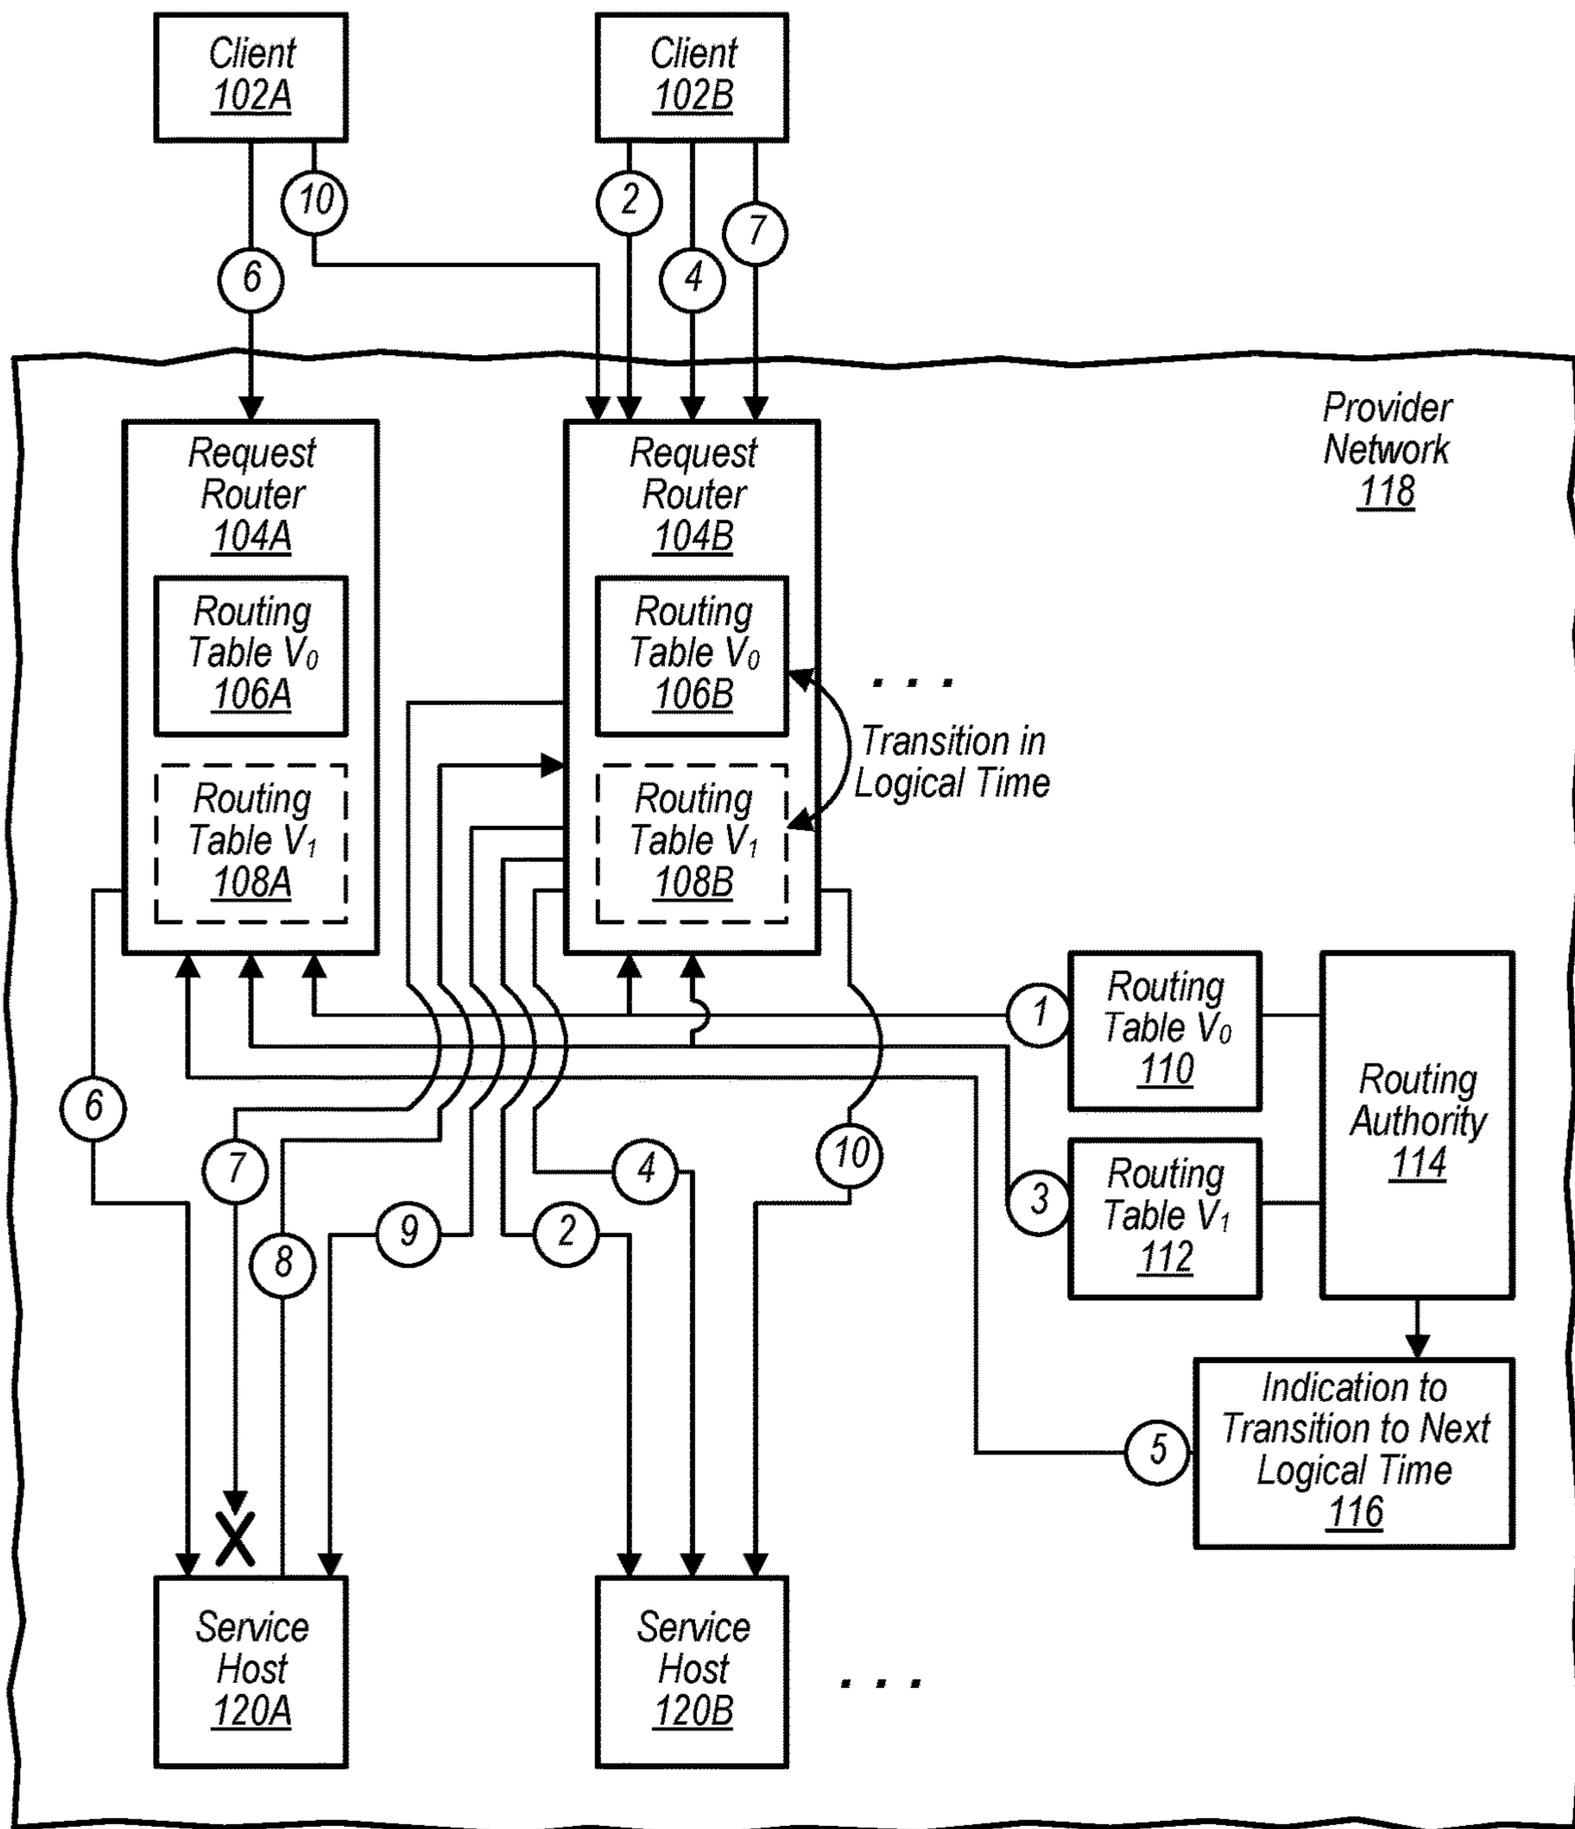 Client
102A
Client
102B
10
2
7
6
4
Provider
Network
118
Request
Router
104A
Request
Router
104B
Routing
Table V0
106A
Routing
Table V0
106B
. . .
Transition in
Logical Time
Routing
Table V1
108A
Routing
Table V1
108B
1
Routing
Table V0
110
Routing
Authority
114
6
7
4
10
3
Routing
Table V1
112
8
9
2
5
Indication to
Transition to Next
Logical Time
116
X
Service
Host
120A
Service
Host
120B
. . .